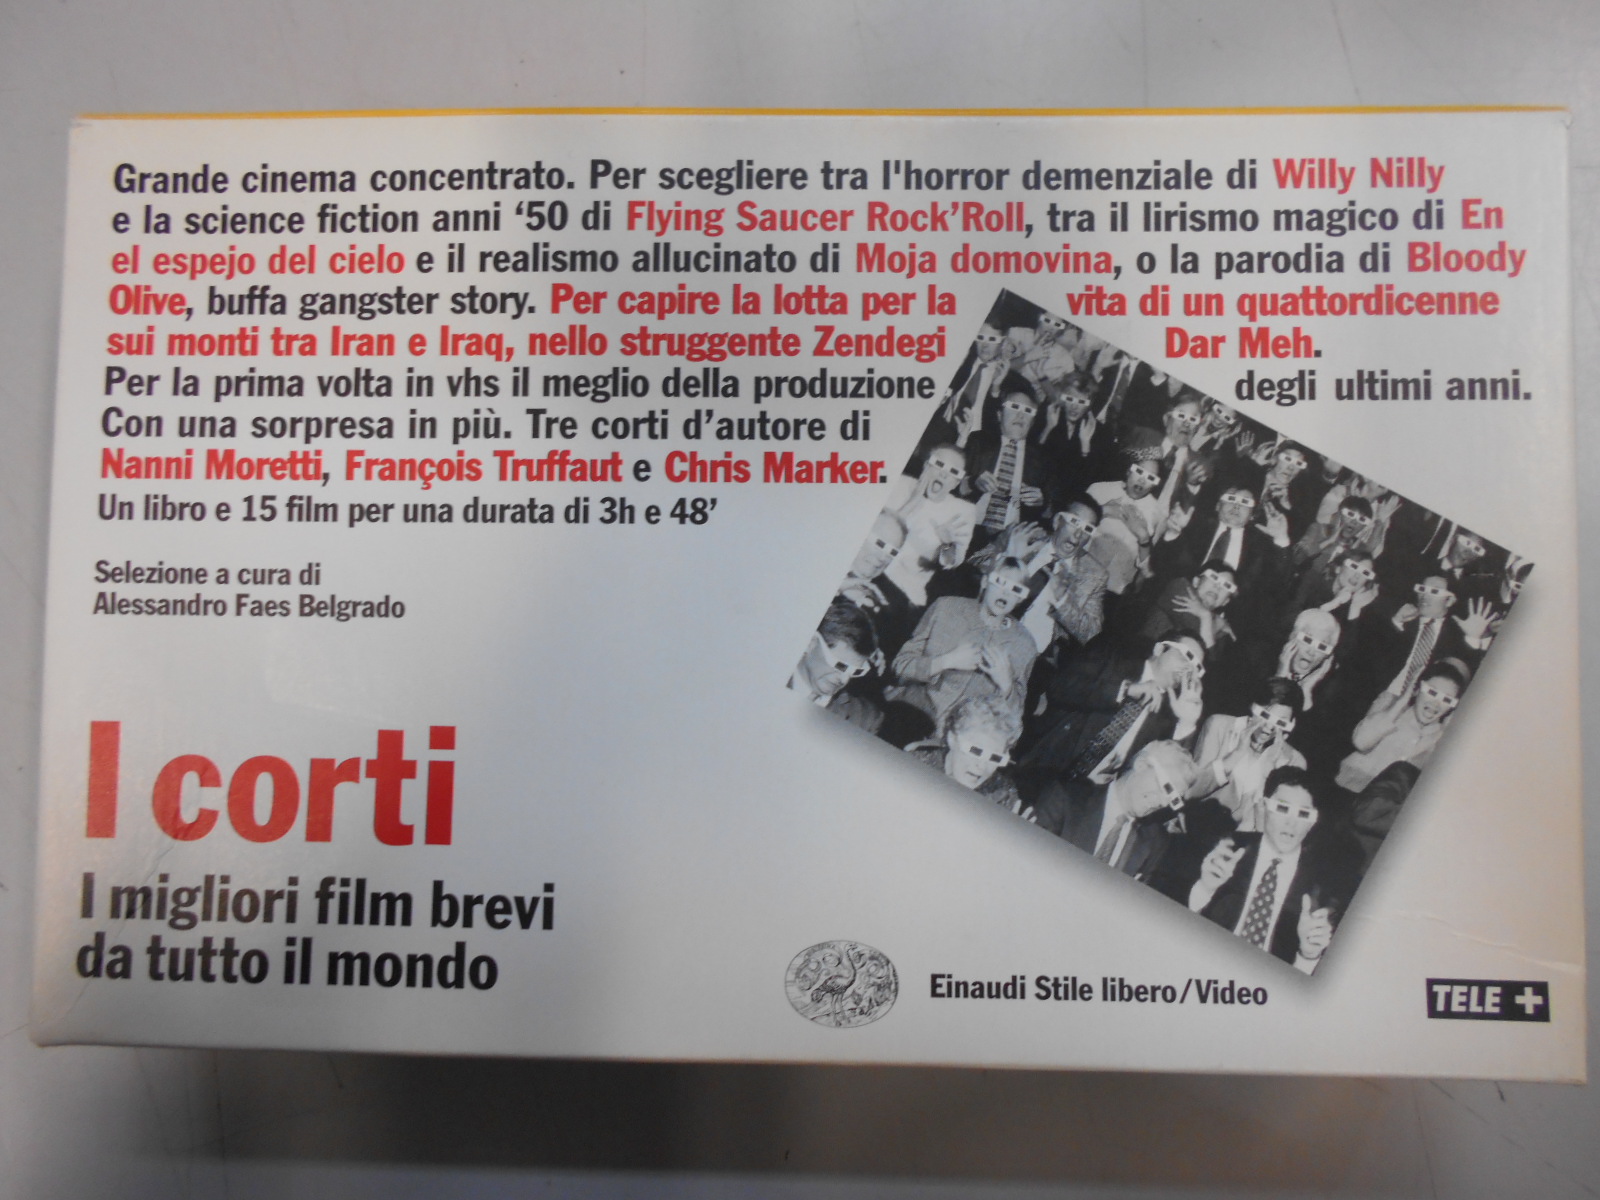 Grande cinema concentrato. Per scegliere tra l'horror demenziale di Willy Nilly
e la science fiction anni ‘50 di Flying Saucer Rock’Roll, tra il lirismo magico di En
el espejo del cielo e il realismo allucinato di Moja domovina, o la parodia di Bloody
Olive, buffa gangster story. Per capire la lotta per la vita di un quattordicenne
sui monti tra Iran e Iraq, nello struggente Zendegi Dar Meh.
Per la prima volta in vhs il meglio della produzione degli ultimi anni.
Con una sorpresa in più. Tre corti d’autore di
Nanni Moretti, François Truffaut e Chris Marker.
Un libro e 15 film per una durata di 3h e 48’
Selezione a cura di
Alessandro Faes Belgrado
I corti
I migliori film brevi
da tutto il mondo
Einaudi Stile libero/Video
TELE +